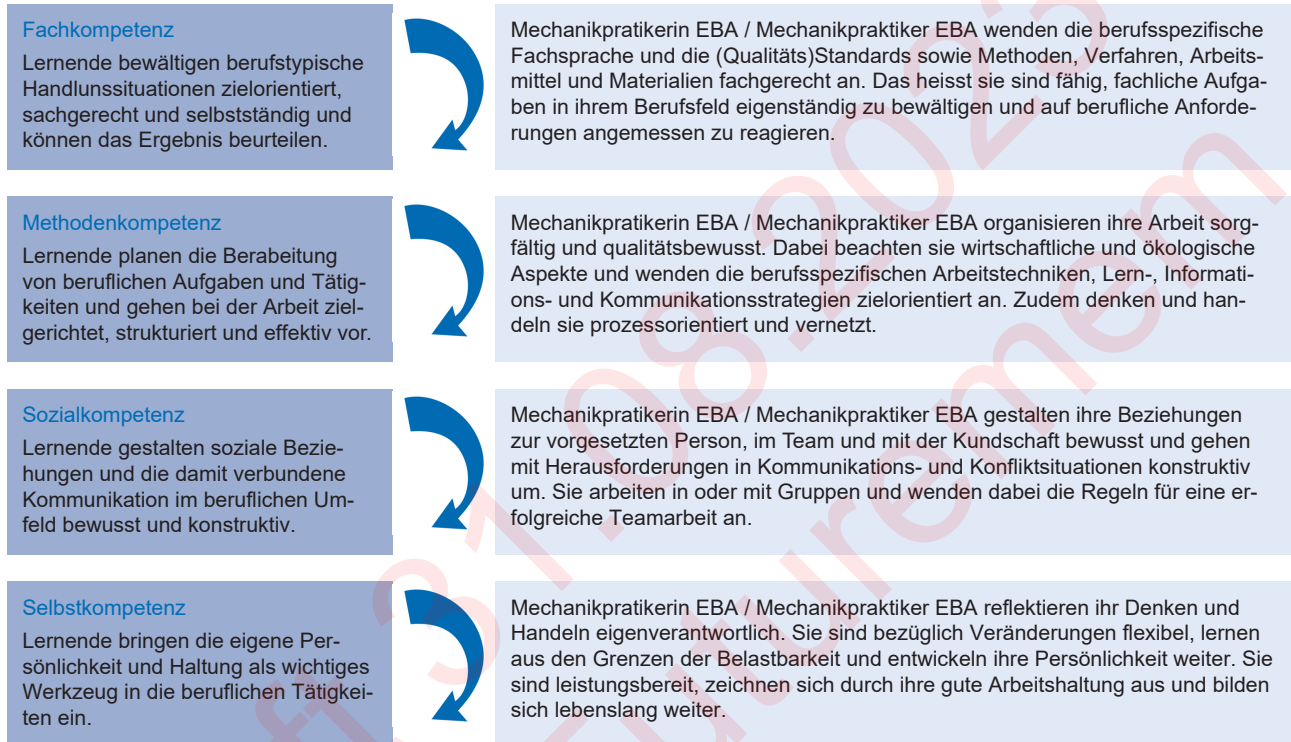 Fachkompetenz
Lernende bewältigen berufstypische
Handlunssituationen zielorientiert,
sachgerecht und selbstständig und
können das Ergebnis beurteilen.
Mechanikpratikerin EBA / Mechanikpraktiker EBA wenden die berufsspezifische
Fachsprache und die (Qualitäts)Standards sowie Methoden, Verfahren, Arbeits-
mittel und Materialien fachgerecht an. Das heisst sie sind fähig, fachliche Aufga-
ben in ihrem Berufsfeld eigenständig zu bewältigen und auf berufliche Anforde-
rungen angemessen zu reagieren.
Methodenkompetenz
Lernende planen die Berabeitung
von beruflichen Aufgaben und Tätig-
keiten und gehen bei der Arbeit ziel-
gerichtet, strukturiert und effektiv vor.
Mechanikpratikerin EBA / Mechanikpraktiker EBA organisieren ihre Arbeit sorg-
fältig und qualitätsbewusst. Dabei beachten sie wirtschaftliche und ökologische
Aspekte und wenden die berufsspezifischen Arbeitstechniken, Lern-, Informati-
ons- und Kommunikationsstrategien zielorientiert an. Zudem denken und han-
deln sie prozessorientiert und vernetzt.
Sozialkompetenz
Lernende gestalten soziale Bezie-
hungen und die damit verbundene
Kommunikation im beruflichen Um-
feld bewusst und konstruktiv.
Mechanikpratikerin EBA / Mechanikpraktiker EBA gestalten ihre Beziehungen
zur vorgesetzten Person, im Team und mit der Kundschaft bewusst und gehen
mit Herausforderungen in Kommunikations- und Konfliktsituationen konstruktiv
um. Sie arbeiten in oder mit Gruppen und wenden dabei die Regeln für eine er-
folgreiche Teamarbeit an.
Selbstkompetenz
Lernende bringen die eigene Per-
sönlichkeit und Haltung als wichtiges
Werkzeug in die beruflichen Tätigkei-
ten ein.
Mechanikpratikerin EBA / Mechanikpraktiker EBA reflektieren ihr Denken und
Handeln eigenverantwortlich. Sie sind bezüglich Veränderungen flexibel, lernen
aus den Grenzen der Belastbarkeit und entwickeln ihre Persönlichkeit weiter. Sie
sind leistungsbereit, zeichnen sich durch ihre gute Arbeitshaltung aus und bilden
sich lebenslang weiter.
31.08.2023